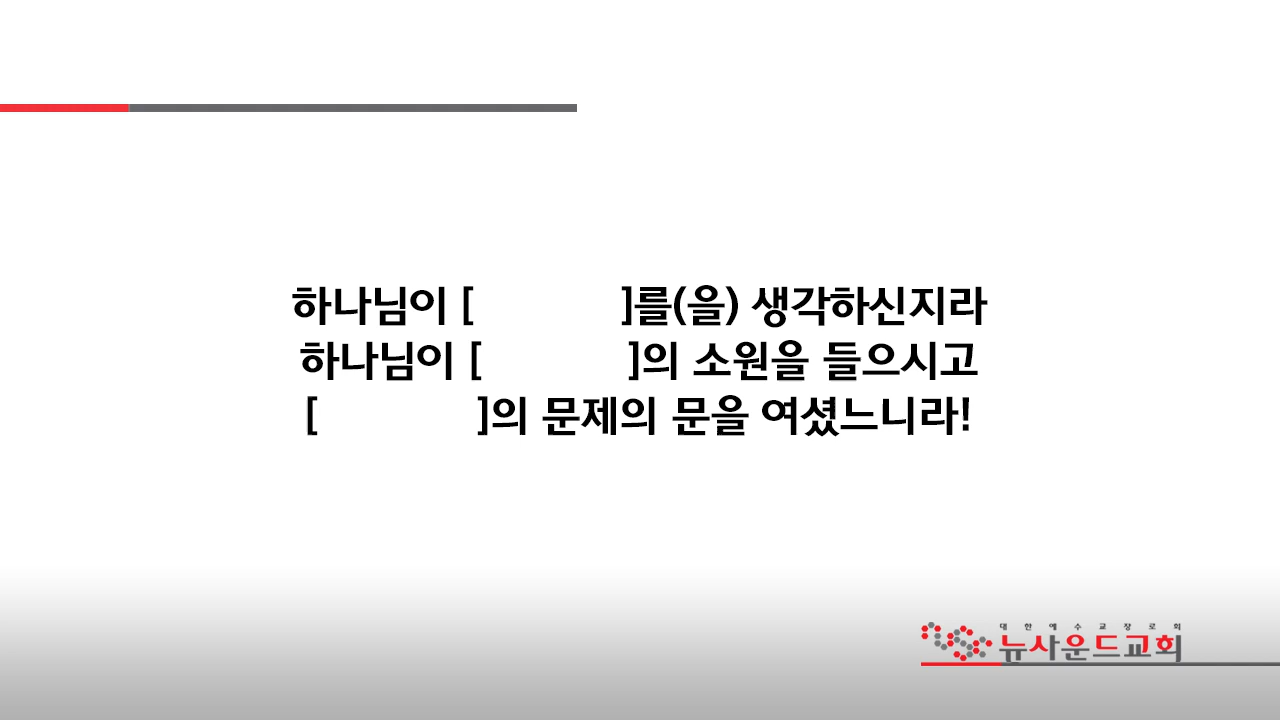 하나님이 [ ]를(을) 생각하신지라
하나님이 [ ]의 소원을 들으시고
[ ]의 문제의 문을 여셨느니라!
대한예수교장로회
뉴사운드교회